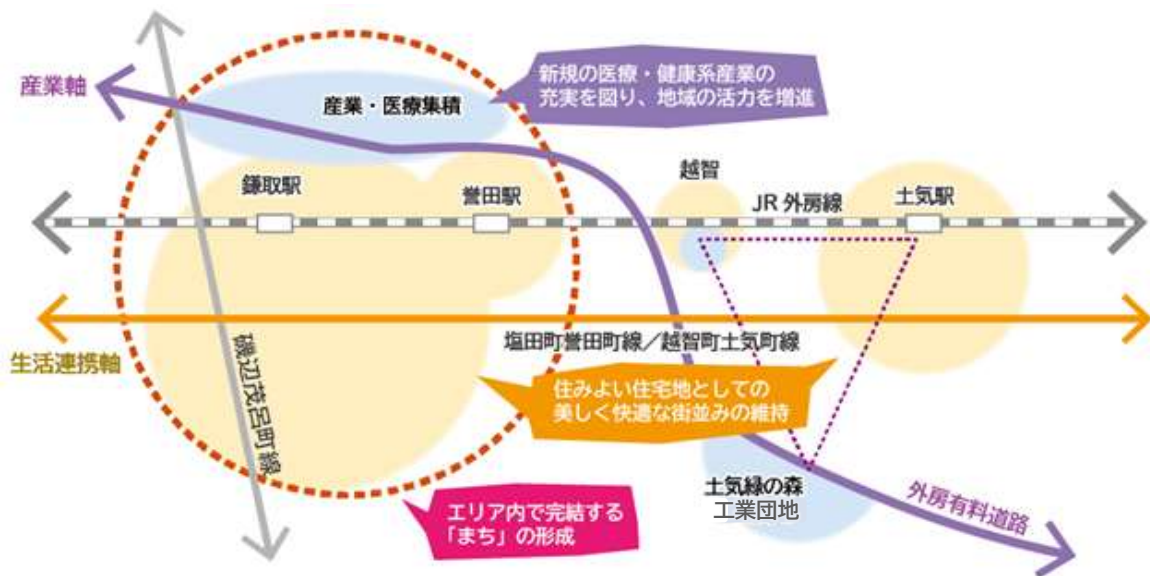 産業軸
産業・医療集積
新規の医療・健康系産業の
充実を図り、地域の活力を増進
鎌取駅
誉田駅
越智
JR 外房線
土気駅
生活連携軸
磯辺茂呂町線
塩田町誉田町線／越智町土気町線
住みよい住宅地としての
美しく快適な街並みの維持
エリア内で完結する
「まち」の形成
土気緑の森
工業団地
外房有料道路